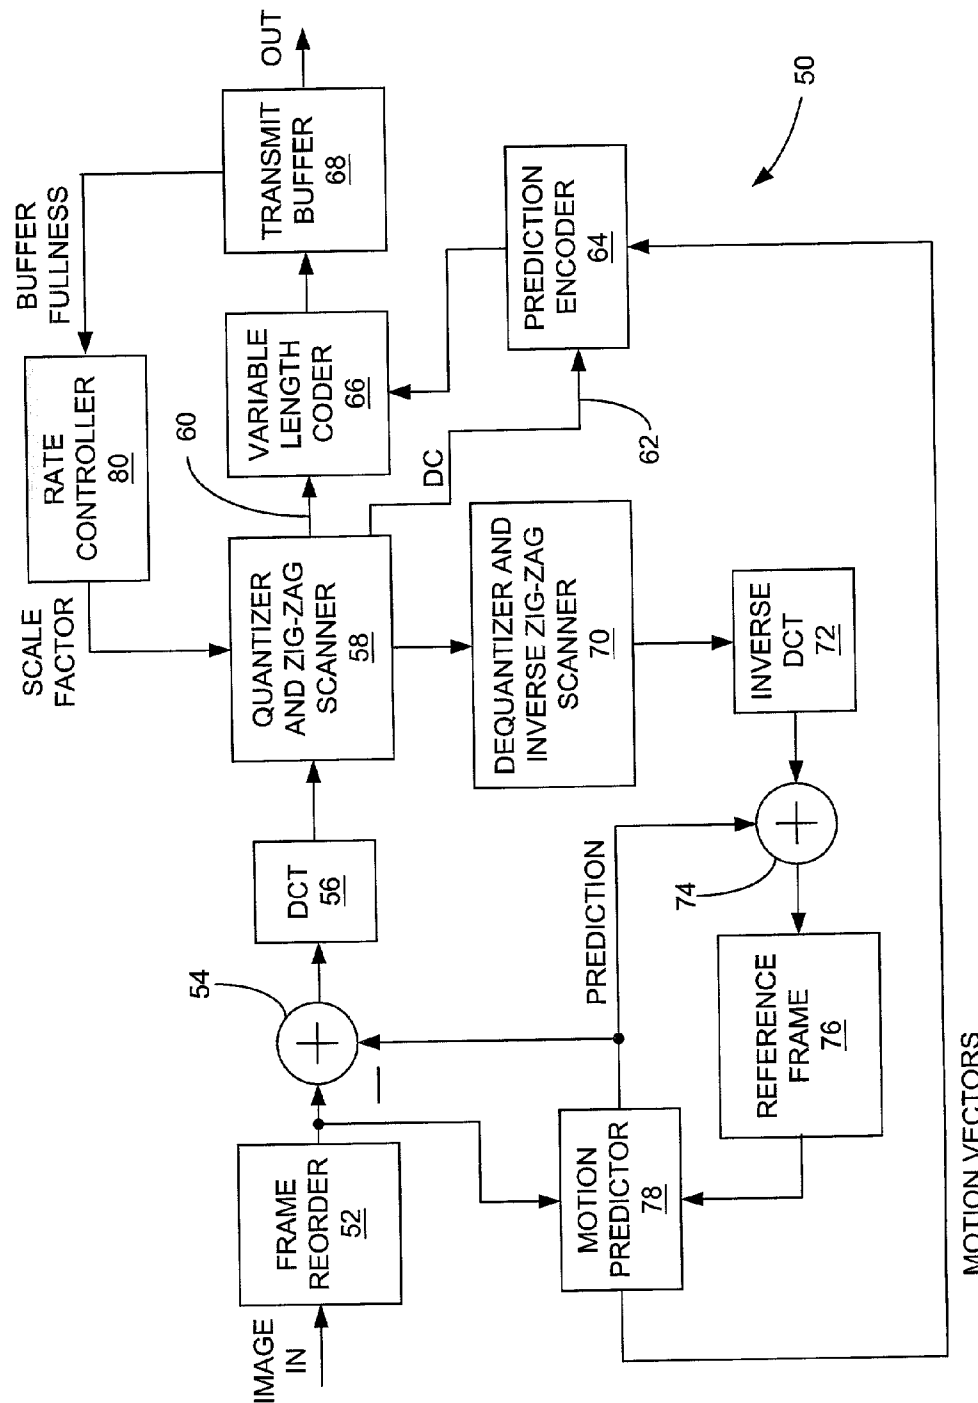 BUFFER
FULLNESS
SCALE
FACTOR
RATE
CONTROLLER
80
IMAGE
IN
FRAME
REORDER
52
54
DCT
56
QUANTIZER
AND ZIG-ZAG
SCANNER
58
60
VARIABLE
LENGTH
CODER
66
TRANSMIT
BUFFER
68
OUT
DC
62
PREDICTION
ENCODER
64
50
DEQUANTIZER AND
INVERSE ZIG-ZAG
SCANNER
70
INVERSE
DCT
72
PREDICTION
74
MOTION
PREDICTOR
78
REFERENCE
FRAME
76
MOTION VECTORS